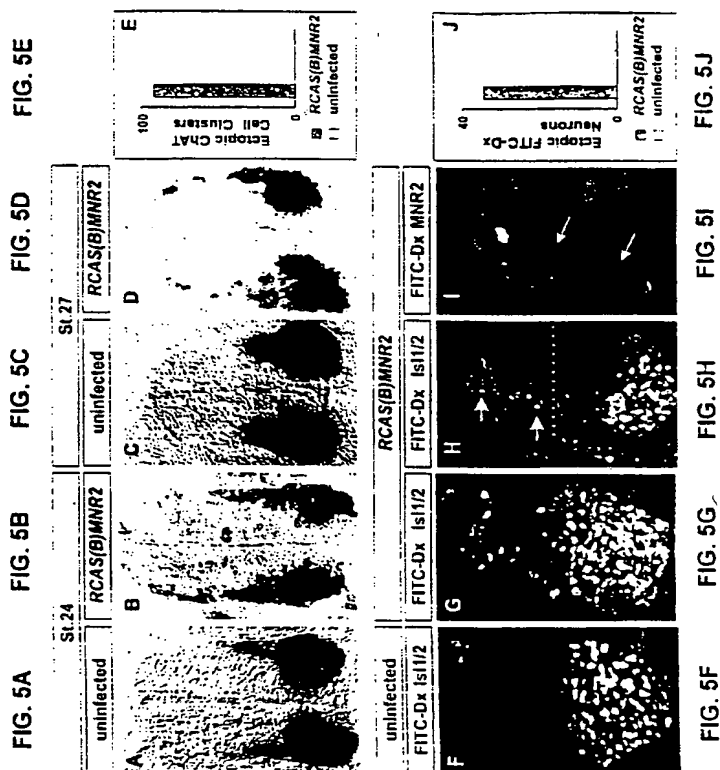 FIG. 5A
FIG. 5B
FIG. 5C
FIG. 5D
FIG. 5E
St.24
St.27
uninfected
RCAS(B)MNR2
uninfected
RCAS(B)MNR2
A
B
C
D
E
100
0
Ectopic ChAT
Cell Clusters
RCAS(B)MNR2
uninfected
uninfected
RCAS(B)MNR2
FITC-Dx Isl1/2
FITC-Dx Isl1/2
FITC-Dx Isl1/2
FITC-Dx MNR2
F
G
H
I
J
40
0
Ectopic FITC-Dx
Neurons
RCAS(B)MNR2
uninfected
FIG. 5F
FIG. 5G
FIG. 5H
FIG. 5I
FIG. 5J